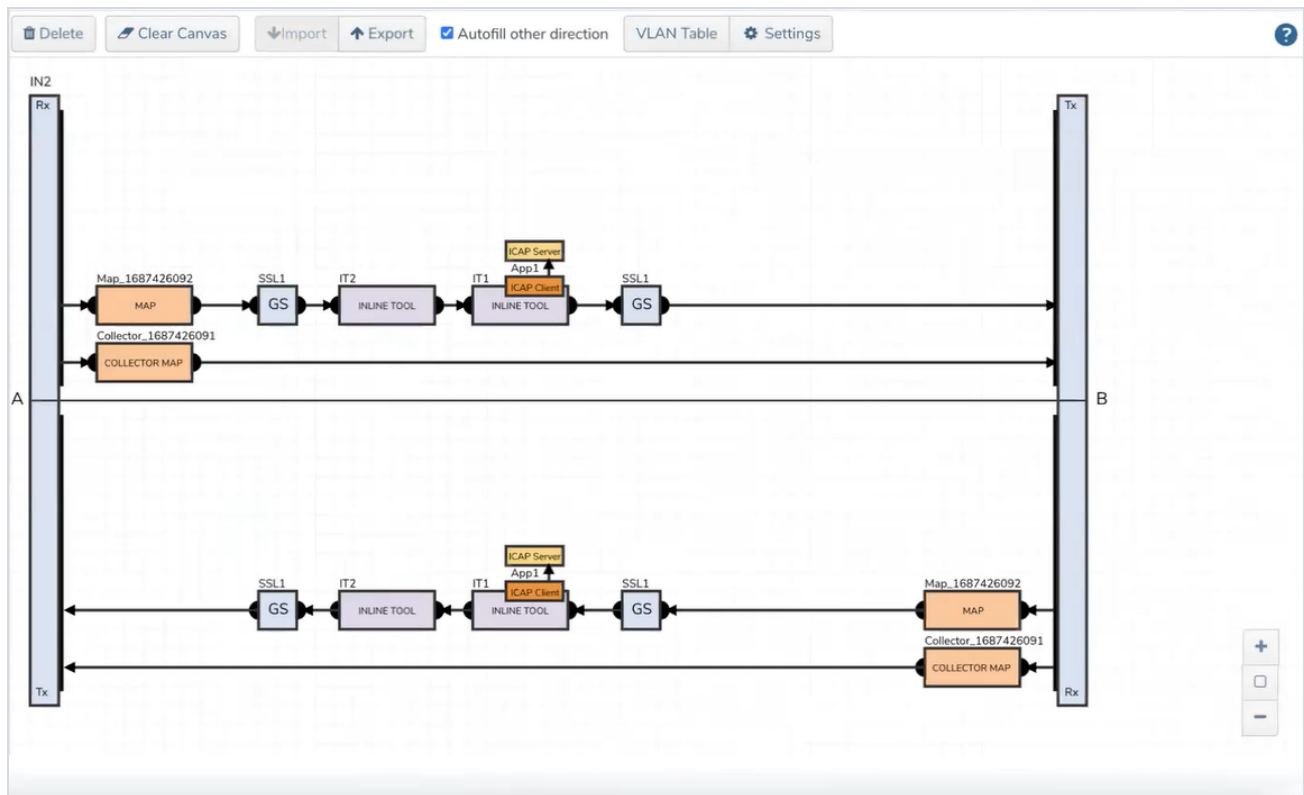 Delete Clear Canvas Import Export Autofill other direction VLAN Table Settings ?
IN2
Rx Tx
ICAP Server
App1
Map_1687426092 SSL1 IT2 IT1 ICAP Client SSL1
MAP GS INLINE TOOL INLINE TOOL GS
Collector_1687426091
COLLECTOR MAP
A B
ICAP Server
App1
SSL1 IT2 IT1 ICAP Client SSL1 Map_1687426092
GS INLINE TOOL INLINE TOOL GS MAP
Collector_1687426091
COLLECTOR MAP
Tx Rx
+
−